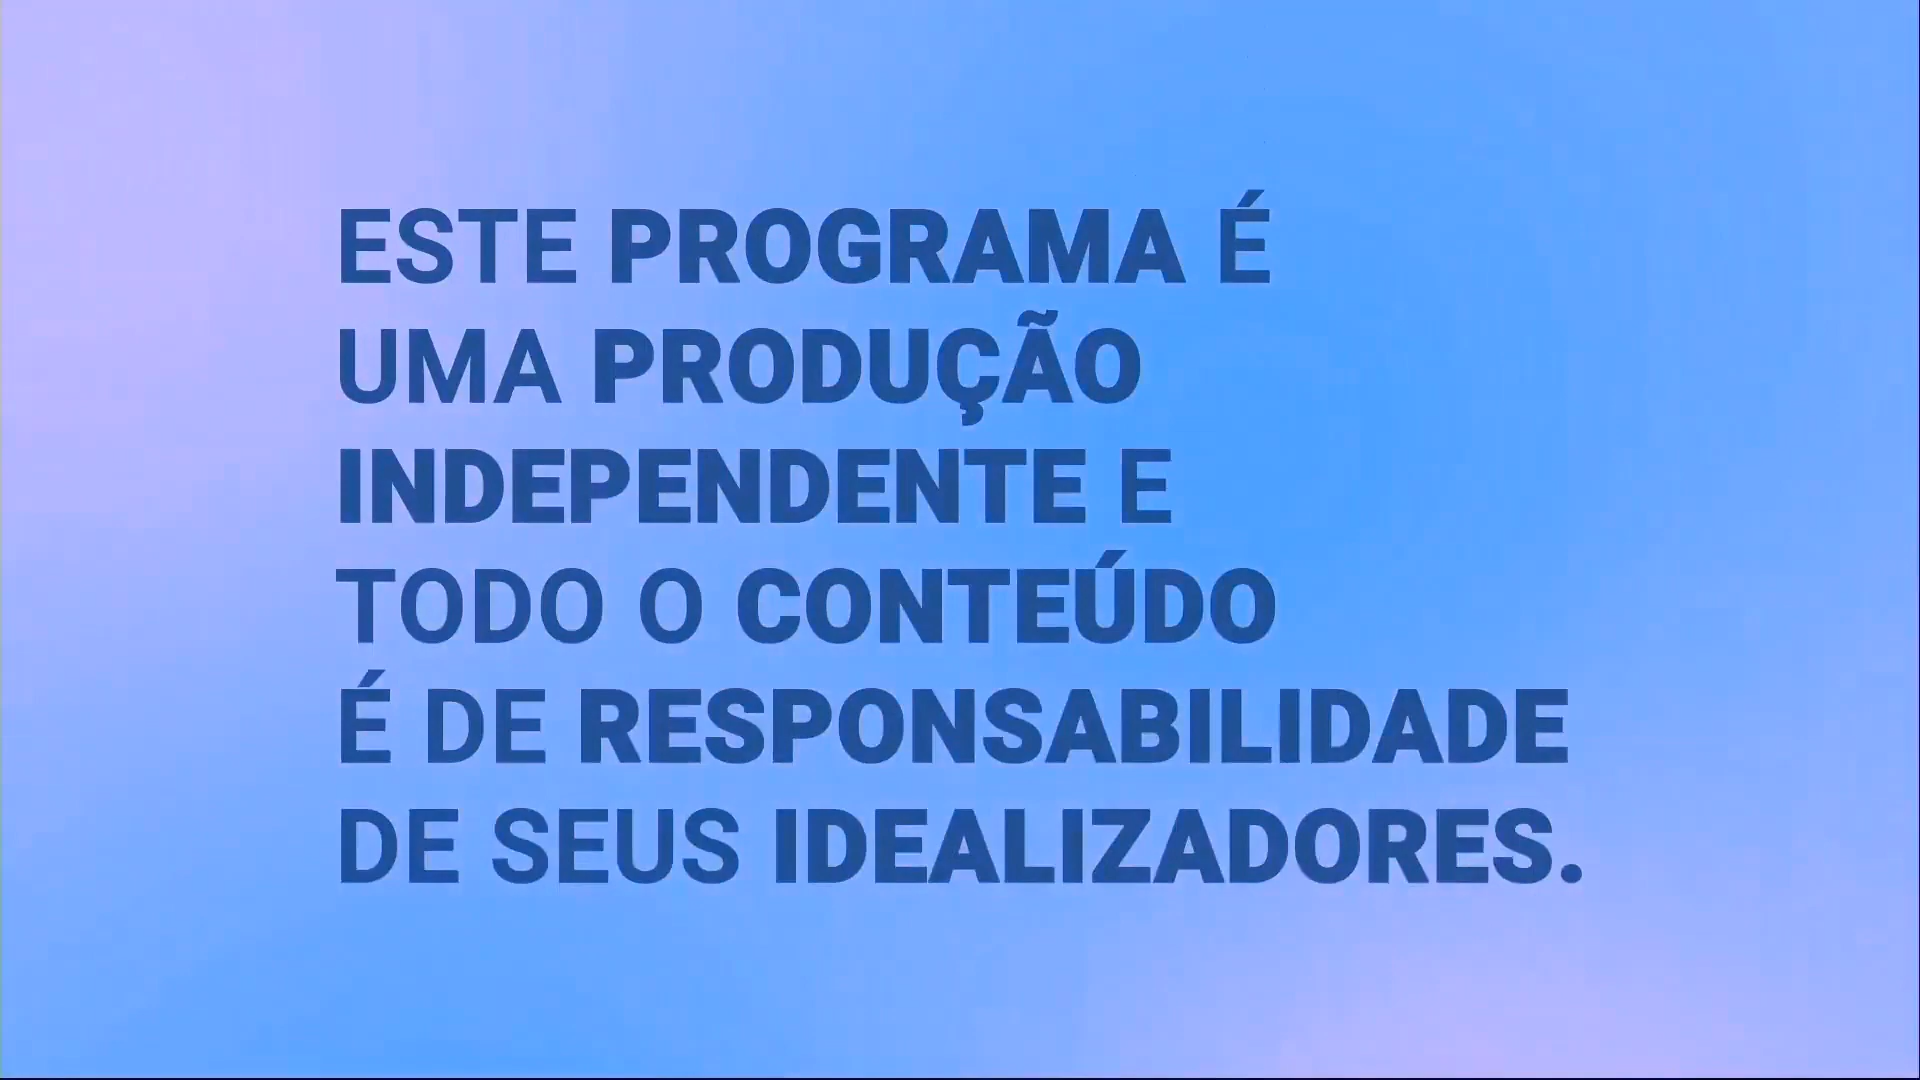 ESTE PROGRAMA É
UMA PRODUÇÃO
INDEPENDENTE E
TODO O CONTEÚDO
É DE RESPONSABILIDADE
DE SEUS IDEALIZADORES.